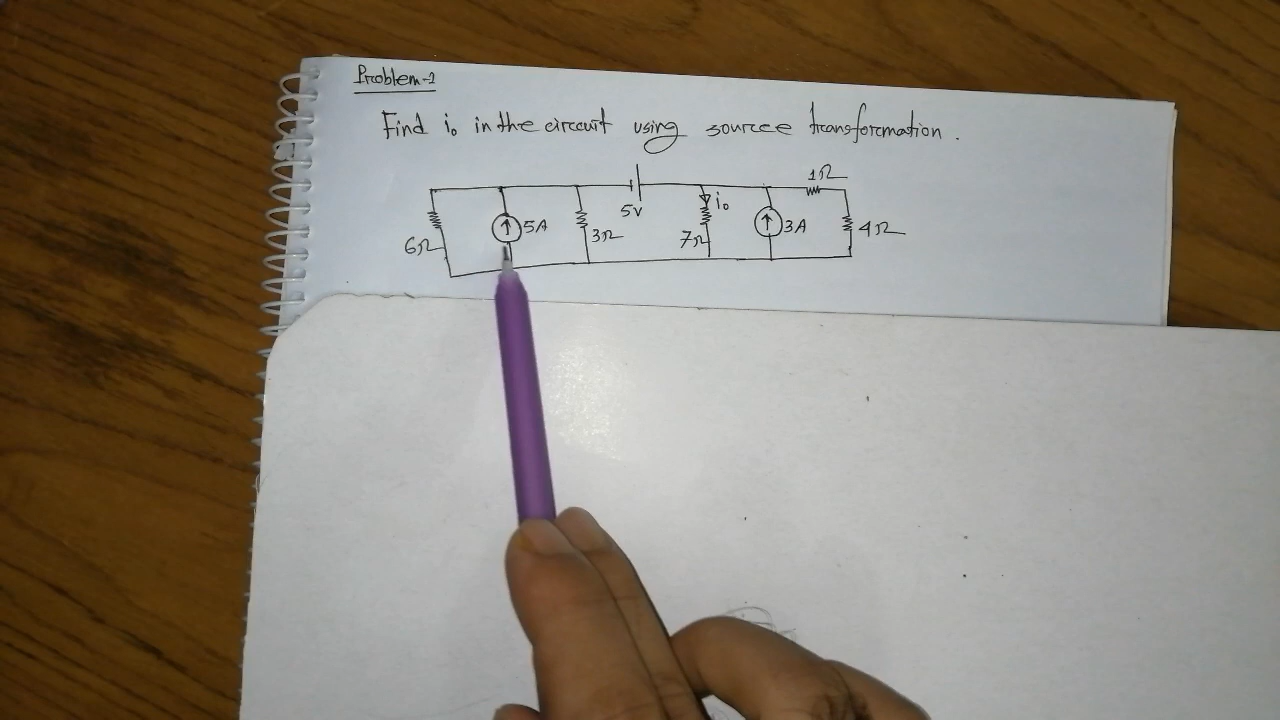 Problem-1
Find i₀ in the circuit using source transformation.
1Ω
i₀
5V
5A
3Ω
7Ω
3A
4Ω
6Ω